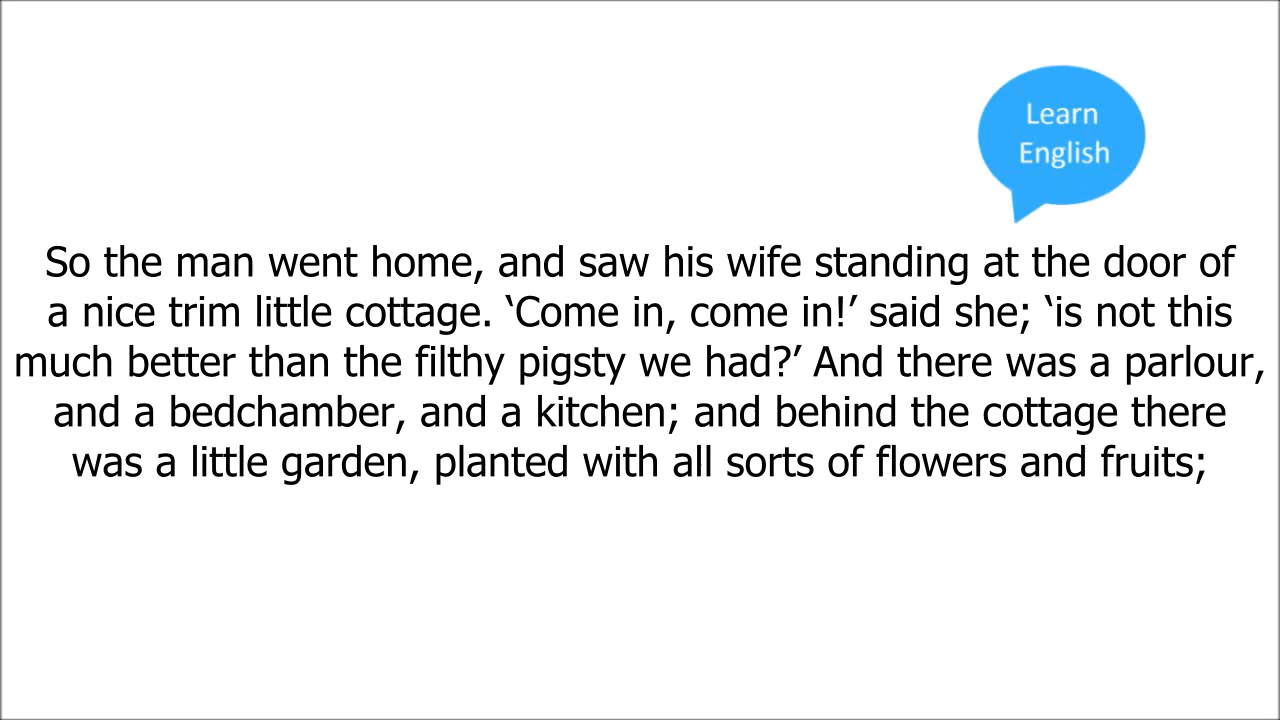 Learn
English
So the man went home, and saw his wife standing at the door of
a nice trim little cottage. ‘Come in, come in!’ said she; ‘is not this
much better than the filthy pigsty we had?’ And there was a parlour,
and a bedchamber, and a kitchen; and behind the cottage there
was a little garden, planted with all sorts of flowers and fruits;